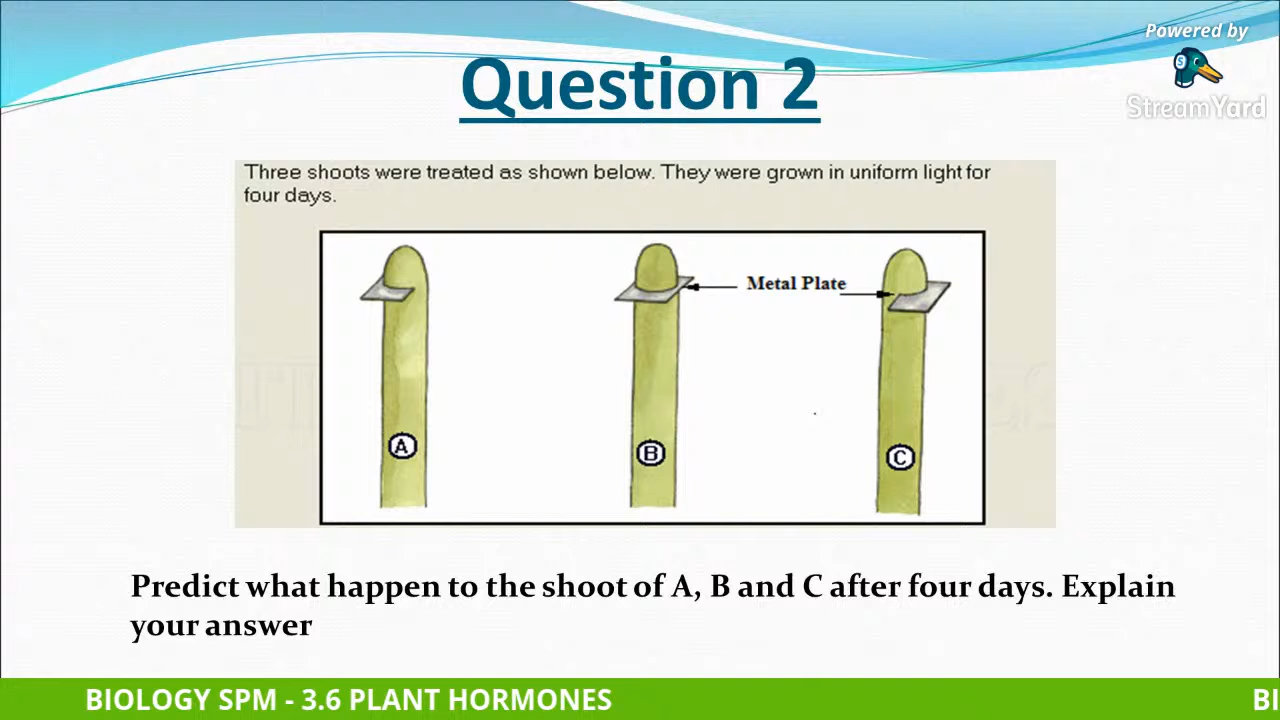 Powered by
StreamYard
Question 2
Three shoots were treated as shown below. They were grown in uniform light for
four days.
Metal Plate
A
B
C
Predict what happen to the shoot of A, B and C after four days. Explain
your answer
BIOLOGY SPM - 3.6 PLANT HORMONES
BI